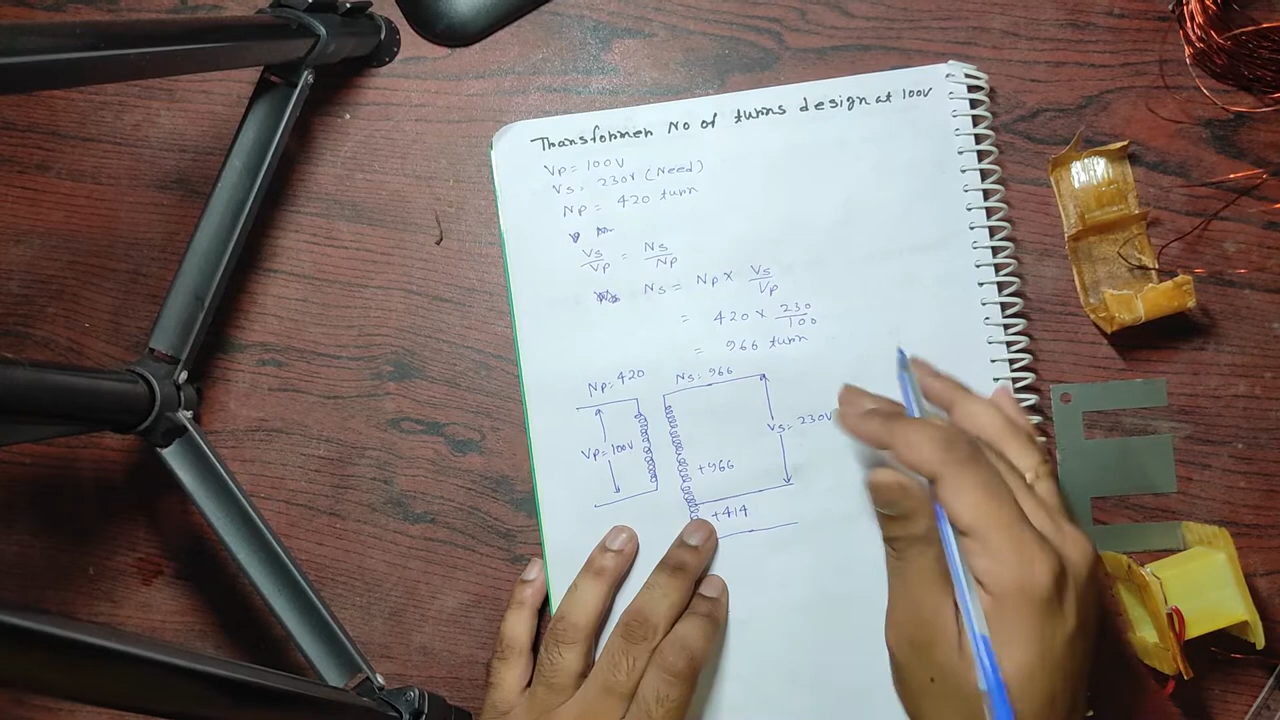 Transformer No of turns design at 100V
VP = 100V
VS = 230V (Need)
NP = 420 turn
VS/VP = NS/NP
NS = NP × VS/VP
= 420 × 230/100
= 966 turn
NP = 420
NS = 966
VP = 100V
VS = 230V
+966
+414